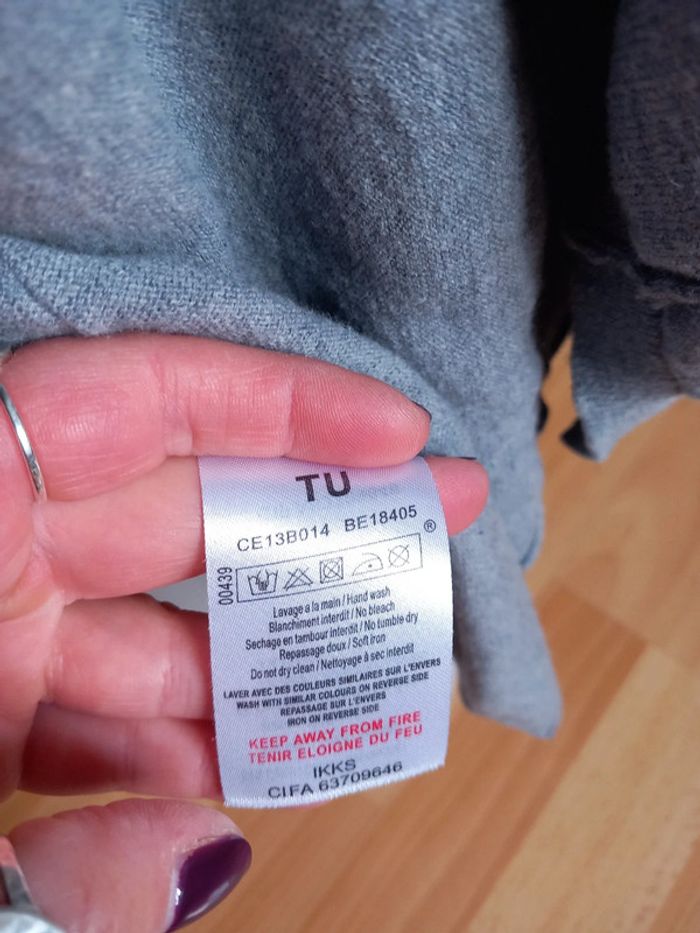 TU
CE13B014 BE18405
®
00439
Lavage a la main / Hand wash
Blanchiment interdit / No bleach
Sechage en tambour interdit / No tumble dry
Repassage doux / Soft iron
Do not dry clean / Nettoyage à sec interdit
LAVER AVEC DES COULEURS SIMILAIRES SUR L'ENVERS
WASH WITH SIMILAR COLOURS ON REVERSE SIDE
REPASSAGE SUR L'ENVERS
IRON ON REVERSE SIDE
KEEP AWAY FROM FIRE
TENIR ELOIGNE DU FEU
IKKS
CIFA 63709646